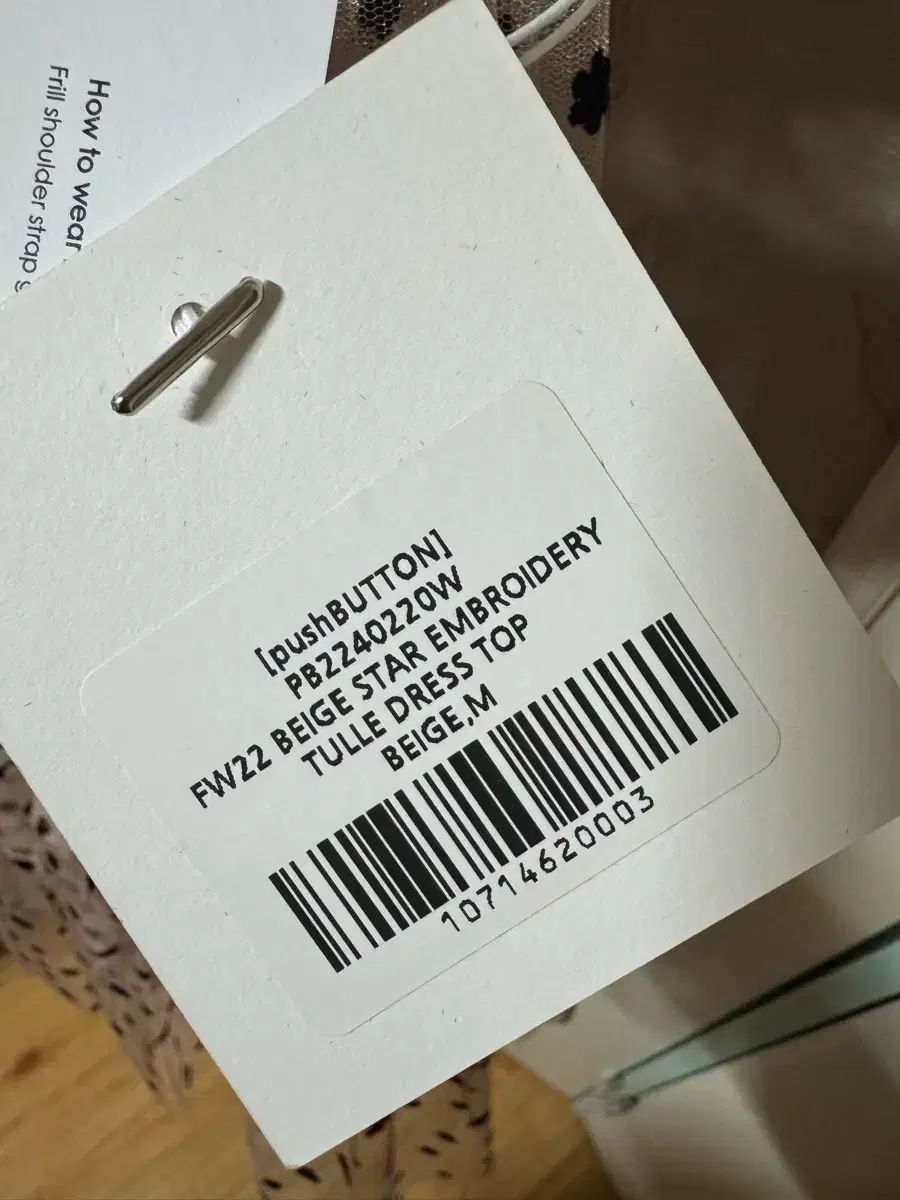 How to wear
Frill shoulder strap
[pushBUTTON]
PB2240220W
FW22 BEIGE STAR EMBROIDERY
TULLE DRESS TOP
BEIGE,M
10714620003